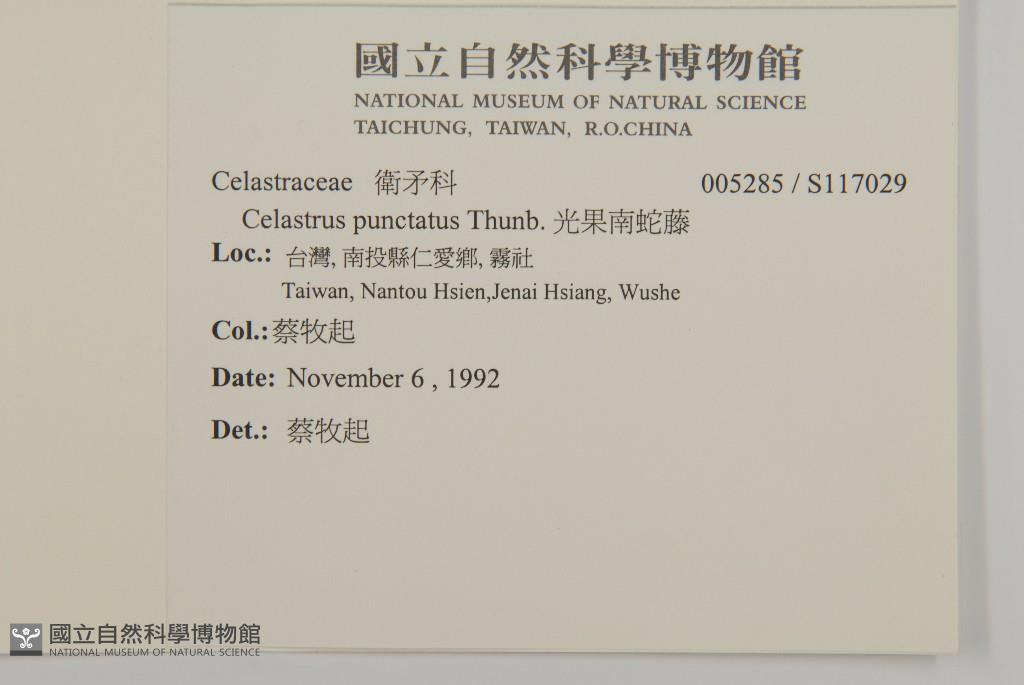 國立自然科學博物館
NATIONAL MUSEUM OF NATURAL SCIENCE
TAICHUNG, TAIWAN, R.O.CHINA
Celastraceae 衛矛科 005285 / S117029
Celastrus punctatus Thunb. 光果南蛇藤
Loc.: 台灣, 南投縣仁愛鄉, 霧社
Taiwan, Nantou Hsien,Jenai Hsiang, Wushe
Col.: 蔡牧起
Date: November 6 , 1992
Det.: 蔡牧起
國立自然科學博物館
NATIONAL MUSEUM OF NATURAL SCIENCE